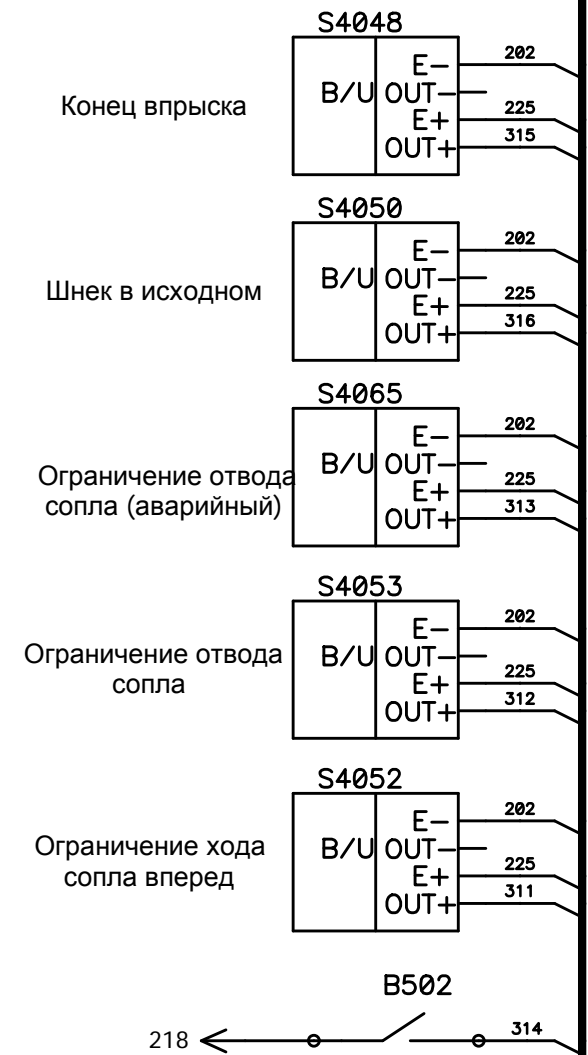 S4048
Конец впрыска
B/U
E-
OUT-
E+
OUT+
202
225
315
S4050
Шнек в исходном
B/U
E-
OUT-
E+
OUT+
202
225
316
S4065
Ограничение отвода
сопла (аварийный)
B/U
E-
OUT-
E+
OUT+
202
225
313
S4053
Ограничение отвода
сопла
B/U
E-
OUT-
E+
OUT+
202
225
312
S4052
Ограничение хода
сопла вперед
B/U
E-
OUT-
E+
OUT+
202
225
311
B502
218
314